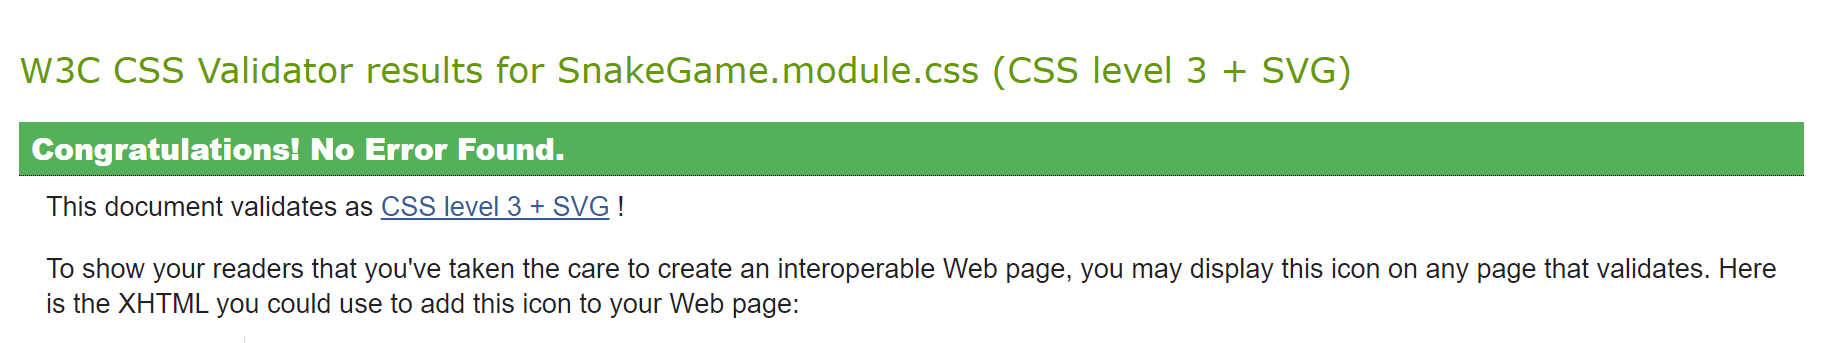 W3C CSS Validator results for SnakeGame.module.css (CSS level 3 + SVG)
Congratulations! No Error Found.
This document validates as CSS level 3 + SVG !
To show your readers that you've taken the care to create an interoperable Web page, you may display this icon on any page that validates. Here
is the XHTML you could use to add this icon to your Web page: